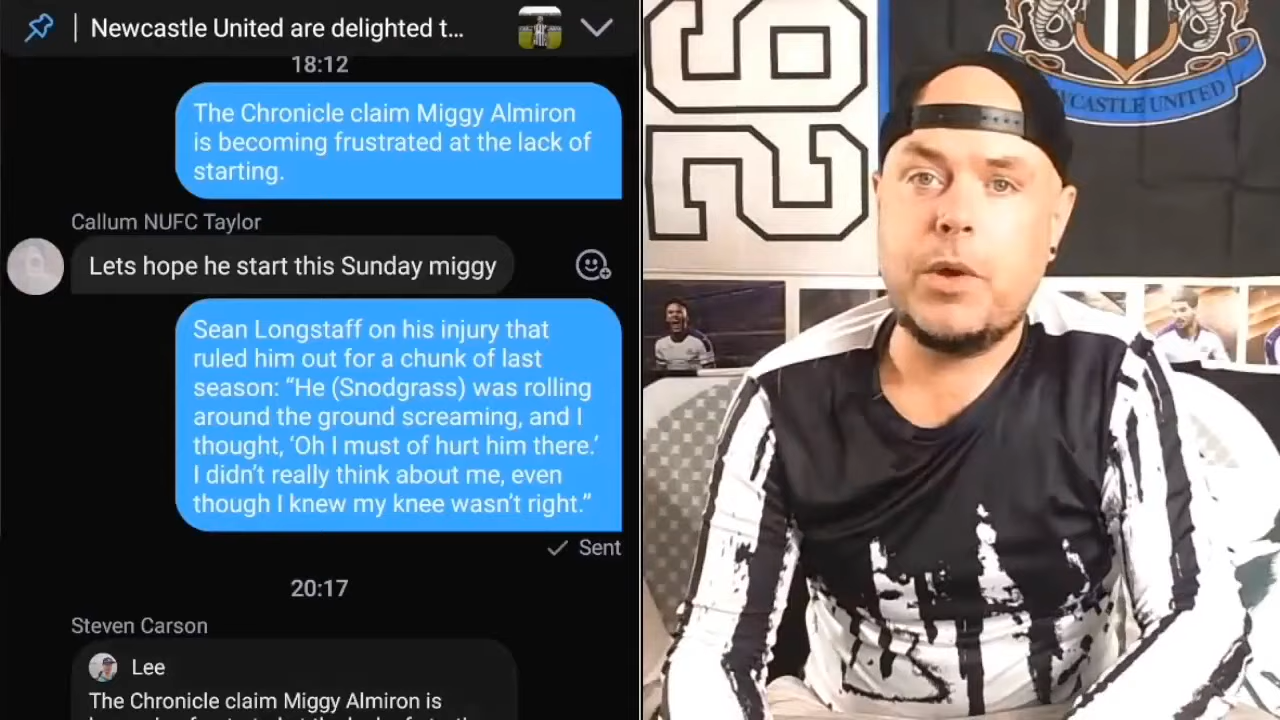 Newcastle United are delighted t...
18:12
The Chronicle claim Miggy Almiron
is becoming frustrated at the lack of
starting.
Callum NUFC Taylor
Lets hope he start this Sunday miggy
Sean Longstaff on his injury that
ruled him out for a chunk of last
season: “He (Snodgrass) was rolling
around the ground screaming, and I
thought, ‘Oh I must of hurt him there.’
I didn’t really think about me, even
though I knew my knee wasn’t right.”
Sent
20:17
Steven Carson
Lee
The Chronicle claim Miggy Almiron is
92
WCASTLE UNITED